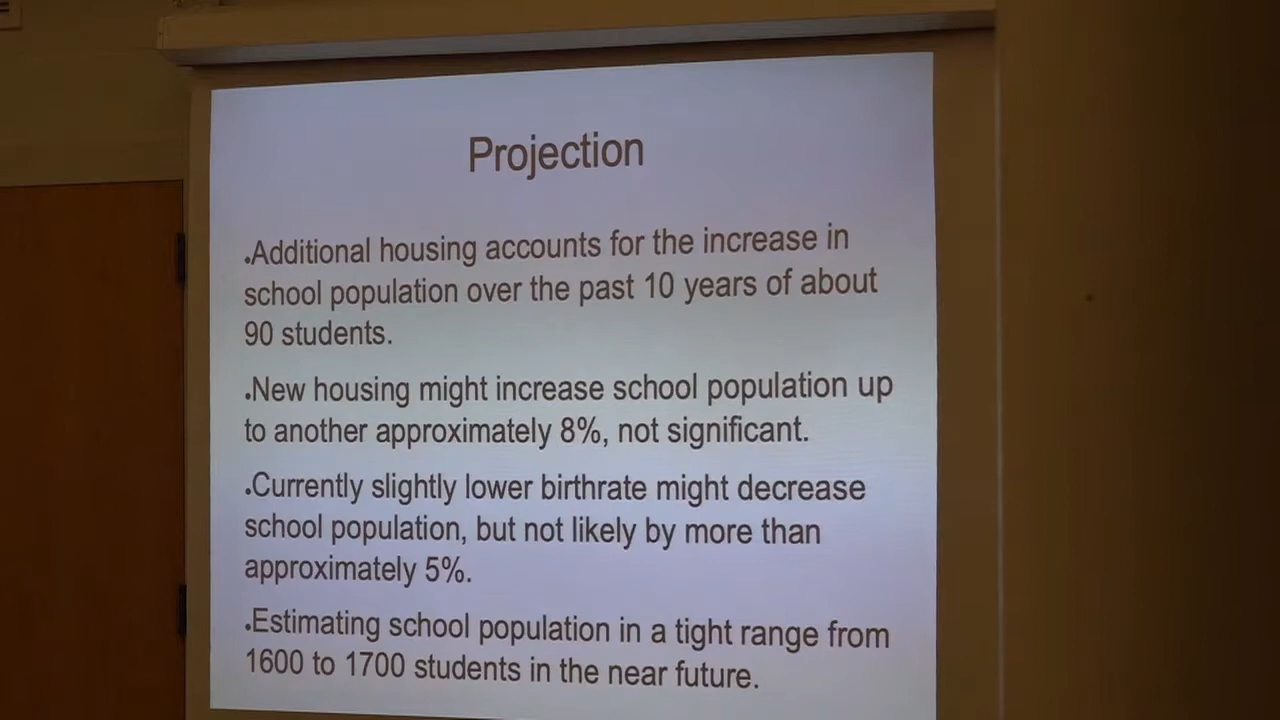 Projection
•Additional housing accounts for the increase in
school population over the past 10 years of about
90 students.
•New housing might increase school population up
to another approximately 8%, not significant.
•Currently slightly lower birthrate might decrease
school population, but not likely by more than
approximately 5%.
•Estimating school population in a tight range from
1600 to 1700 students in the near future.